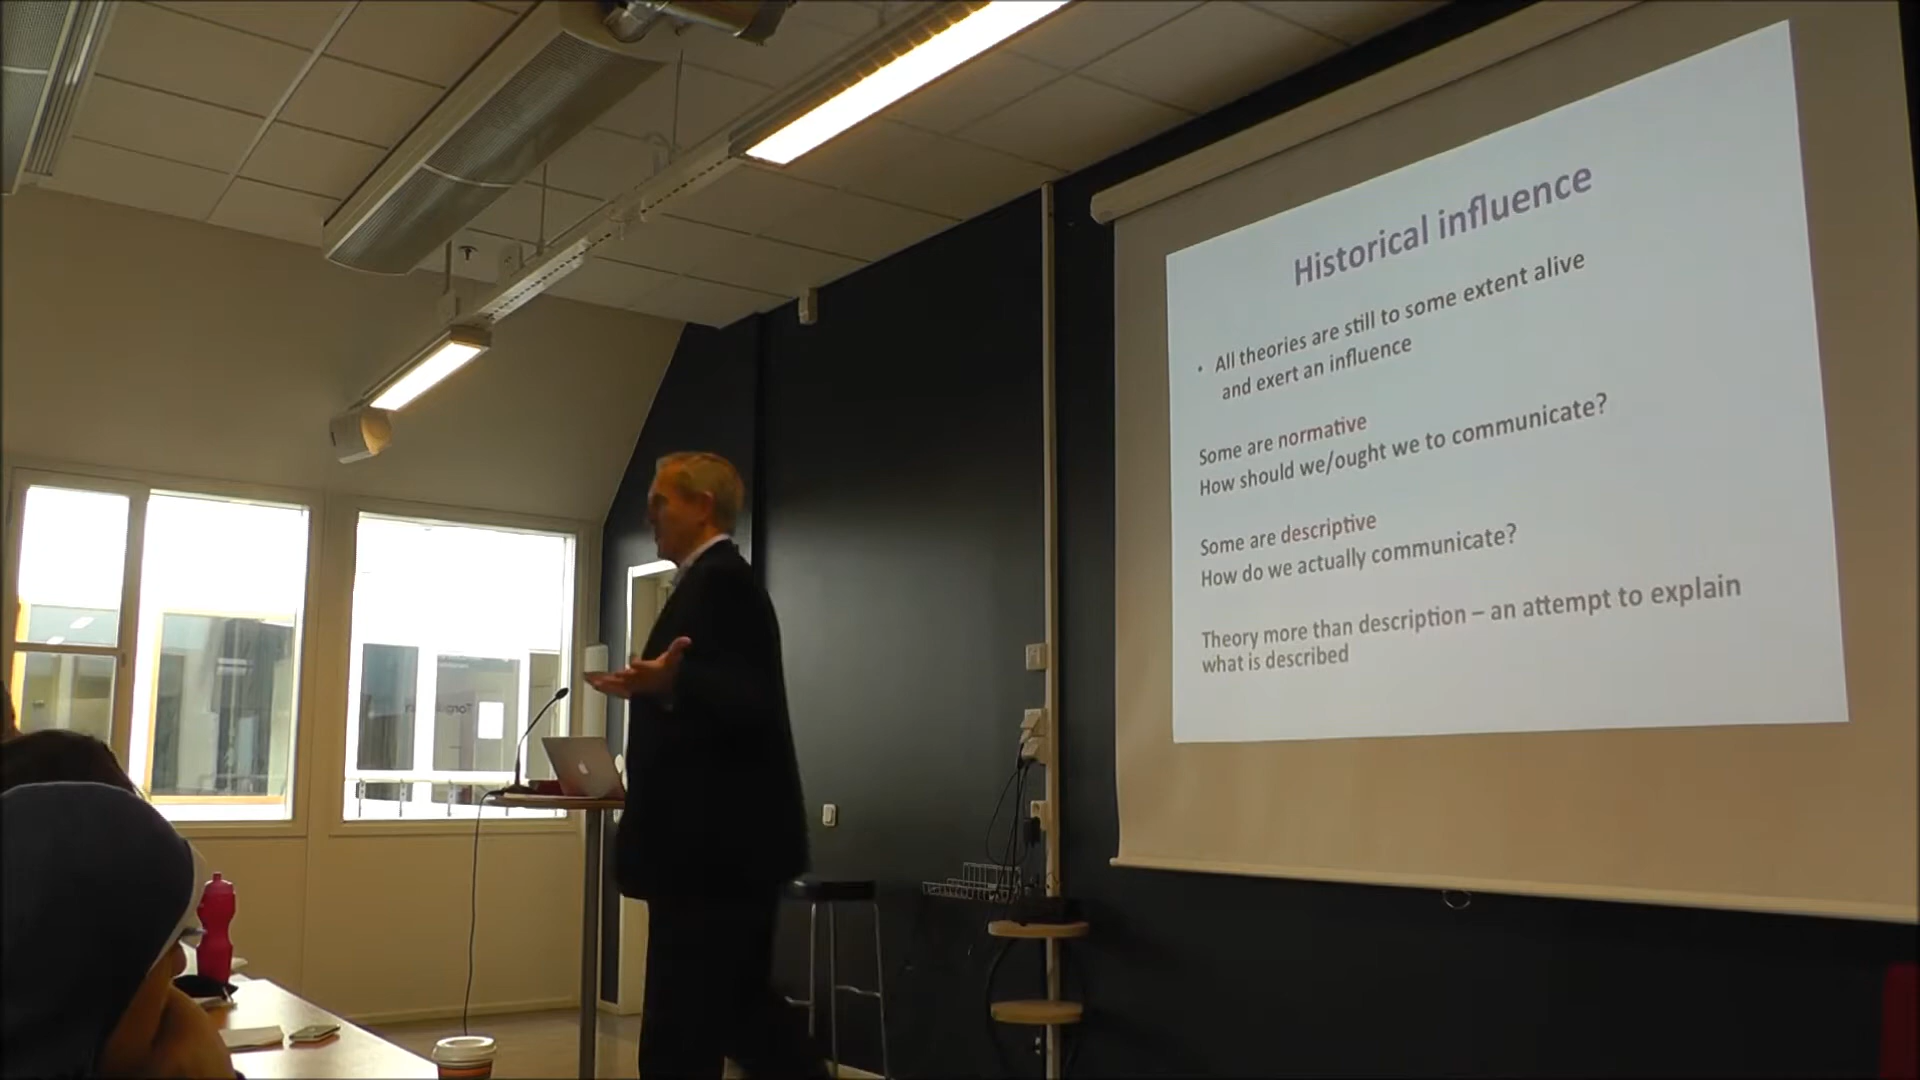 Historical influence
• All theories are still to some extent alive
and exert an influence
Some are normative
How should we/ought we to communicate?
Some are descriptive
How do we actually communicate?
Theory more than description – an attempt to explain
what is described